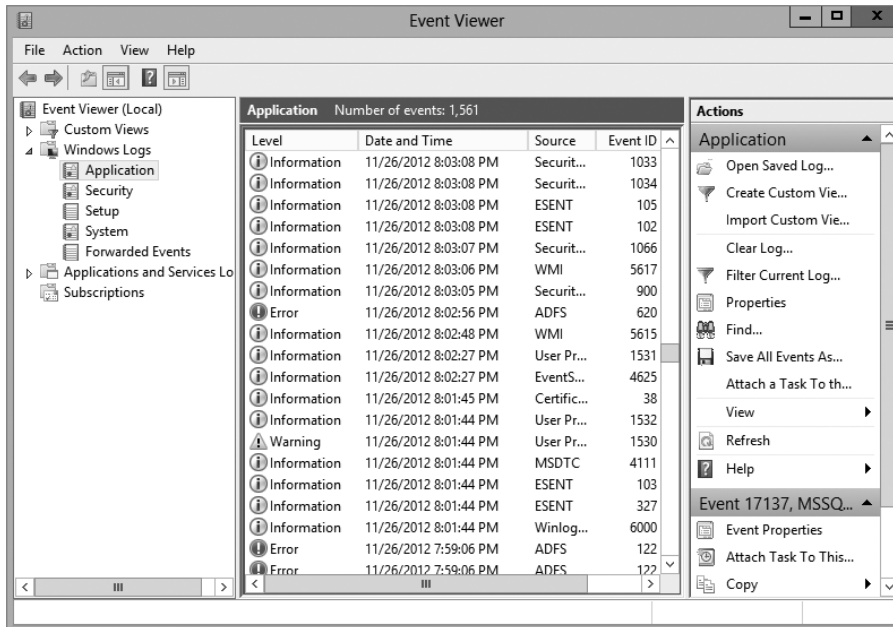 Event Viewer
File Action View Help
Event Viewer (Local)
Custom Views
Windows Logs
Application
Security
Setup
System
Forwarded Events
Applications and Services Lo
Subscriptions
Application Number of events: 1,561
Level Date and Time Source Event ID
Information 11/26/2012 8:03:08 PM Securit... 1033
Information 11/26/2012 8:03:08 PM Securit... 1034
Information 11/26/2012 8:03:08 PM ESENT 105
Information 11/26/2012 8:03:08 PM ESENT 102
Information 11/26/2012 8:03:07 PM Securit... 1066
Information 11/26/2012 8:03:06 PM WMI 5617
Information 11/26/2012 8:03:05 PM Securit... 900
Error 11/26/2012 8:02:56 PM ADFS 620
Information 11/26/2012 8:02:48 PM WMI 5615
Information 11/26/2012 8:02:27 PM User Pr... 1531
Information 11/26/2012 8:02:27 PM EventS... 4625
Information 11/26/2012 8:01:45 PM Certific... 38
Information 11/26/2012 8:01:44 PM User Pr... 1532
Warning 11/26/2012 8:01:44 PM User Pr... 1530
Information 11/26/2012 8:01:44 PM MSDTC 4111
Information 11/26/2012 8:01:44 PM ESENT 103
Information 11/26/2012 8:01:44 PM ESENT 327
Information 11/26/2012 8:01:44 PM Winlog... 6000
Error 11/26/2012 7:59:06 PM ADFS 122
Error 11/26/2012 7:59:06 PM ADFS 122
Actions
Application
Open Saved Log...
Create Custom Vie...
Import Custom Vie...
Clear Log...
Filter Current Log...
Properties
Find...
Save All Events As...
Attach a Task To th...
View
Refresh
Help
Event 17137, MSSQ...
Event Properties
Attach Task To This...
Copy